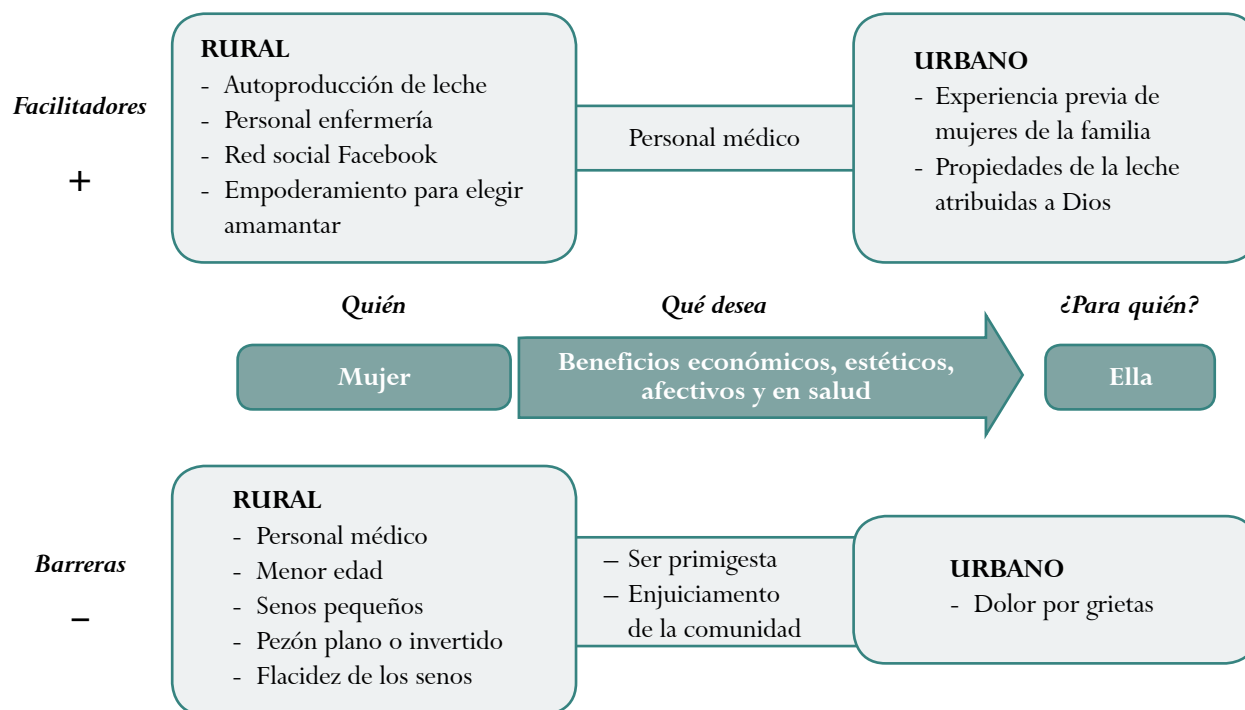 Facilitadores
+
RURAL
- Autoproducción de leche
- Personal enfermería
- Red social Facebook
- Empoderamiento para elegir
amamantar
Personal médico
URBANO
- Experiencia previa de
mujeres de la familia
- Propiedades de la leche
atribuidas a Dios
Quién
Qué desea
¿Para quién?
Mujer
Beneficios económicos, estéticos,
afectivos y en salud
Ella
Barreras
–
RURAL
- Personal médico
- Menor edad
- Senos pequeños
- Pezón plano o invertido
- Flacidez de los senos
– Ser primigesta
– Enjuiciamento
de la comunidad
URBANO
- Dolor por grietas